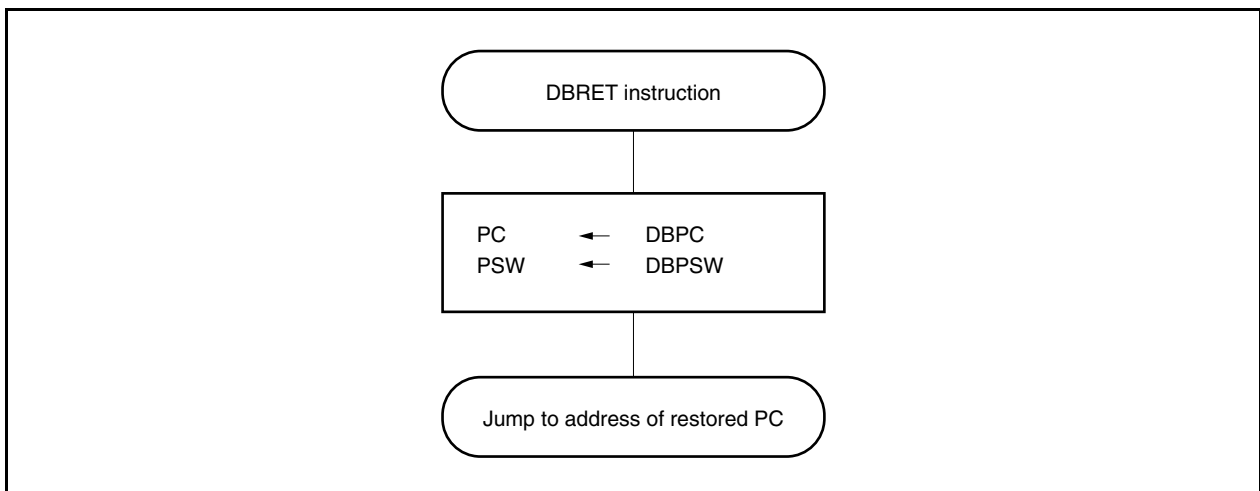 DBRET instruction
PC ← DBPC
PSW ← DBPSW
Jump to address of restored PC